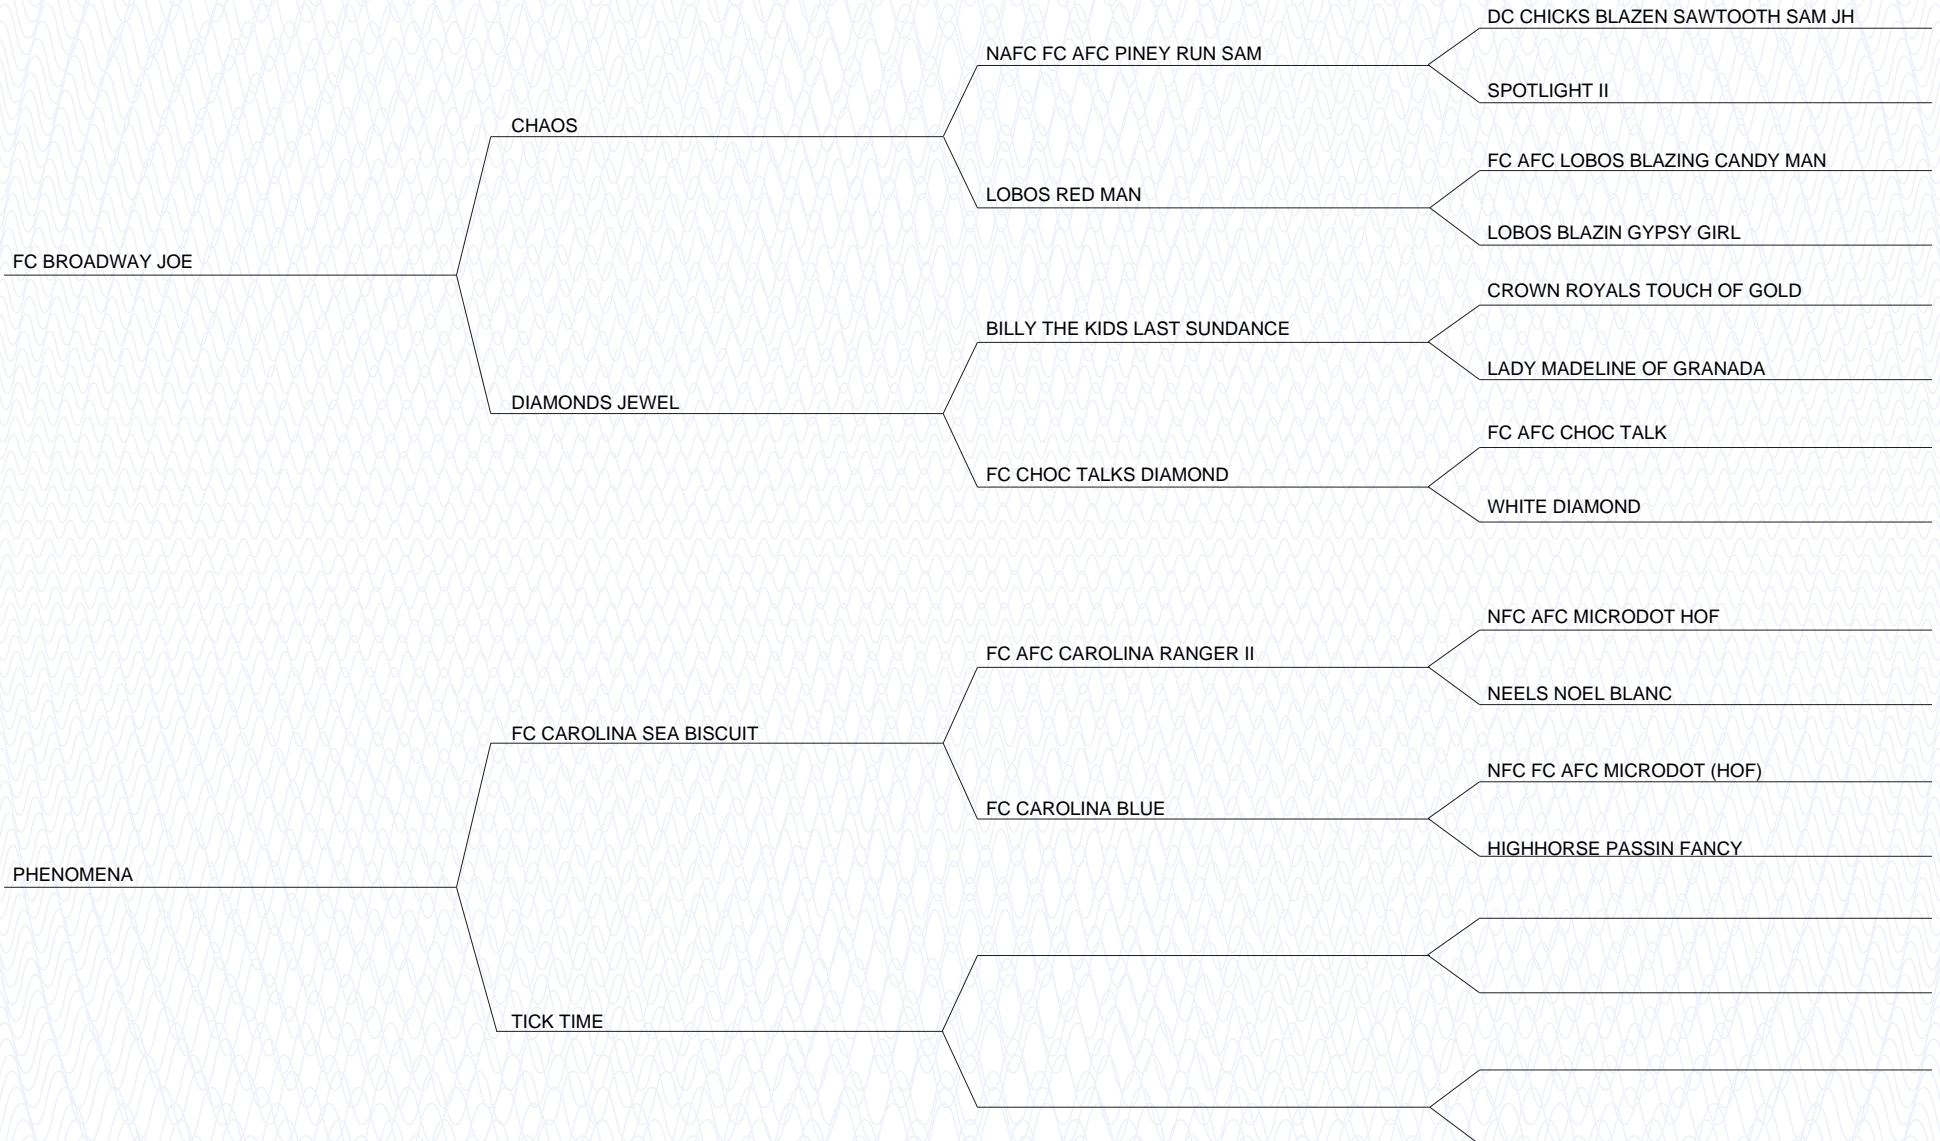 DC CHICKS BLAZEN SAWTOOTH SAM JH
NAFC FC AFC PINEY RUN SAM
SPOTLIGHT II
CHAOS
FC AFC LOBOS BLAZING CANDY MAN
LOBOS RED MAN
LOBOS BLAZIN GYPSY GIRL
FC BROADWAY JOE
CROWN ROYALS TOUCH OF GOLD
BILLY THE KIDS LAST SUNDANCE
LADY MADELINE OF GRANADA
DIAMONDS JEWEL
FC AFC CHOC TALK
FC CHOC TALKS DIAMOND
WHITE DIAMOND
NFC AFC MICRODOT HOF
FC AFC CAROLINA RANGER II
NEELS NOEL BLANC
FC CAROLINA SEA BISCUIT
NFC FC AFC MICRODOT (HOF)
FC CAROLINA BLUE
HIGHHORSE PASSIN FANCY
PHENOMENA
TICK TIME